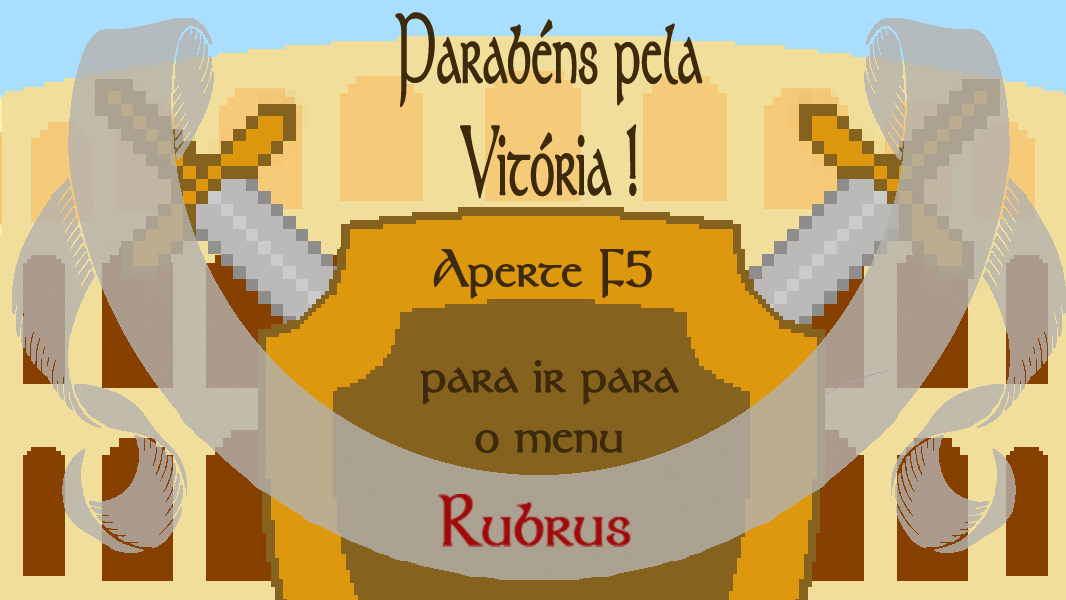 Parabéns pela
Vitória !
Aperte F5
para ir para
o menu
Rubrus